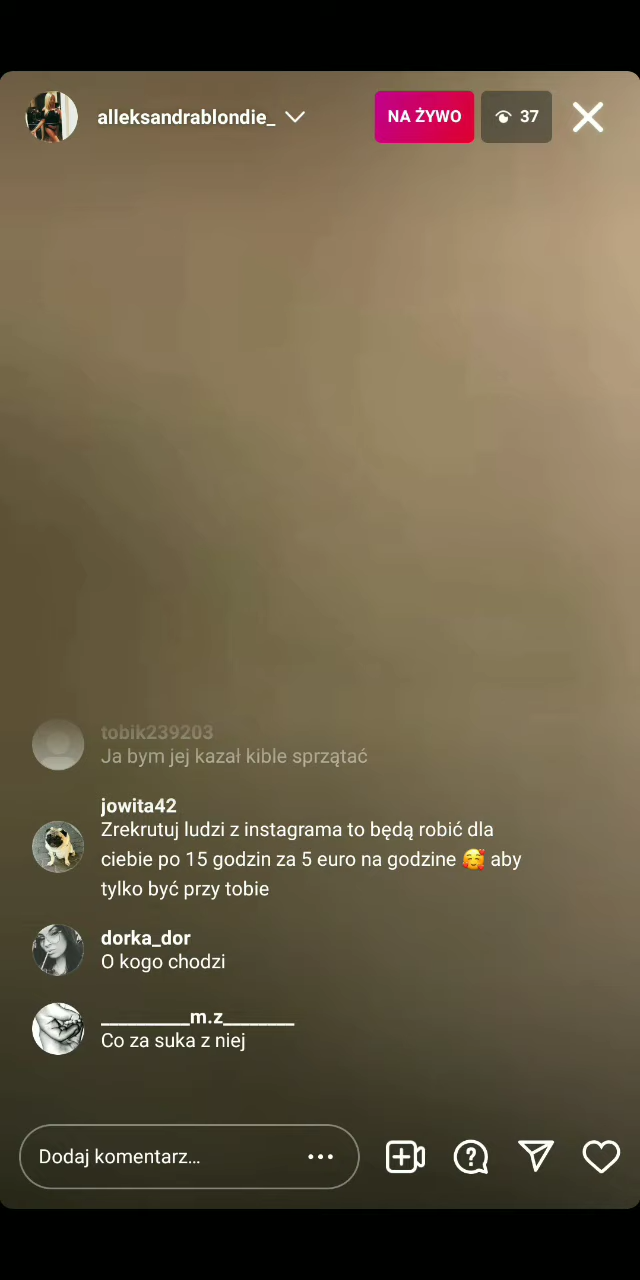 alleksandrablondie_
NA ŻYWO
37
tobik239203
Ja bym jej kazał kible sprzątać
jowita42
Zrekrutuj ludzi z instagrama to będą robić dla
ciebie po 15 godzin za 5 euro na godzine 🥰 aby
tylko być przy tobie
dorka_dor
O kogo chodzi
__________m.z________
Co za suka z niej
Dodaj komentarz...